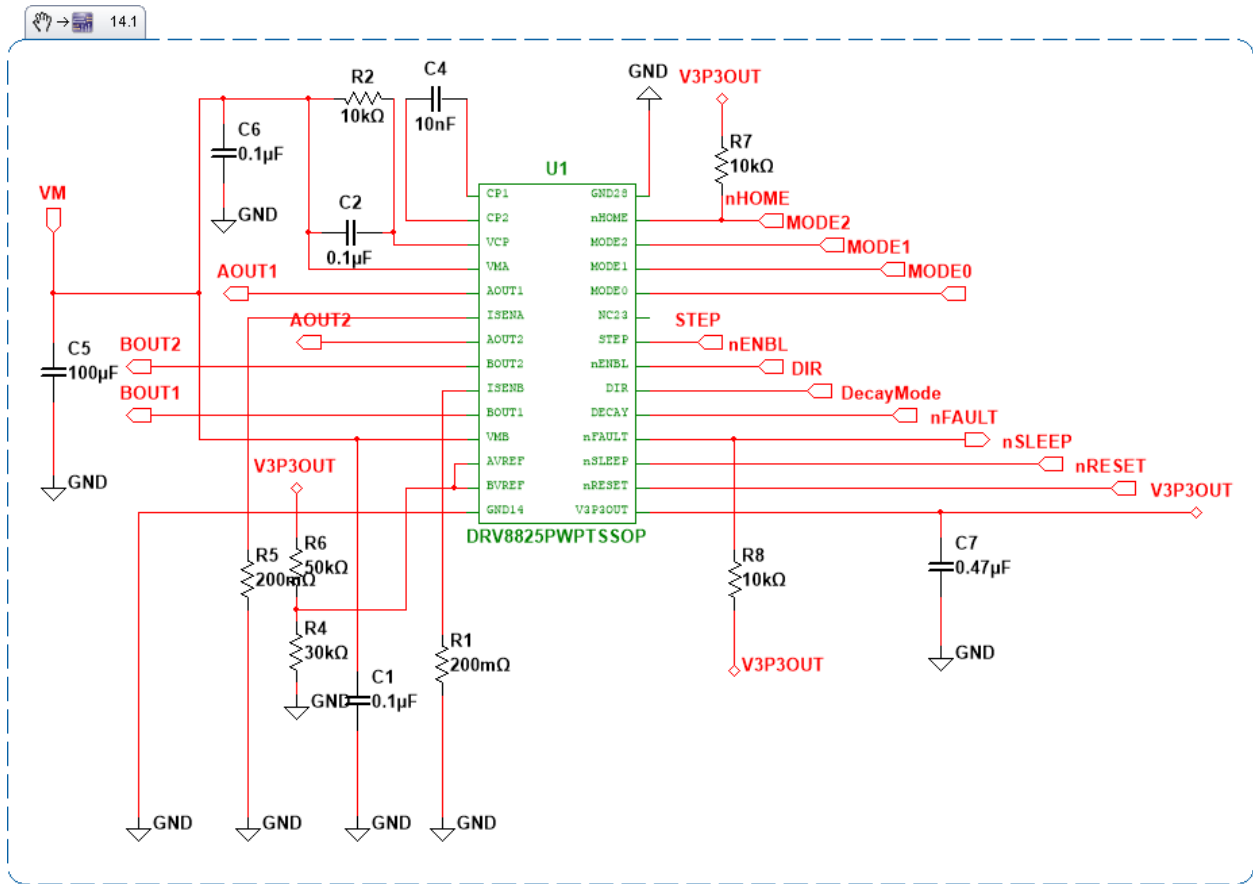 14.1
C4
10nF
R2
10kΩ
GND
V3P3OUT
C6
0.1µF
R7
10kΩ
U1
VM
GND
C2
0.1µF
nHOME
MODE2
MODE1
MODE0
AOUT1
AOUT2
BOUT2
BOUT1
C5
100µF
GND
CP1
CP2
VCP
VMA
AOUT1
ISENA
AOUT2
BOUT2
ISENB
BOUT1
VMB
AVREF
BVREF
GND14
GND28
nHOME
MODE2
MODE1
MODE0
NC23
STEP
nENBL
DIR
DECAY
nFAULT
nSLEEP
nRESET
V3P3OUT
DRV8825PWPTSSOP
STEP
nENBL
DIR
DecayMode
nFAULT
nSLEEP
nRESET
V3P3OUT
V3P3OUT
R5
200mΩ
R6
50kΩ
R4
30kΩ
GND
C1
0.1µF
R1
200mΩ
R8
10kΩ
V3P3OUT
C7
0.47µF
GND
GND
GND
GND
GND